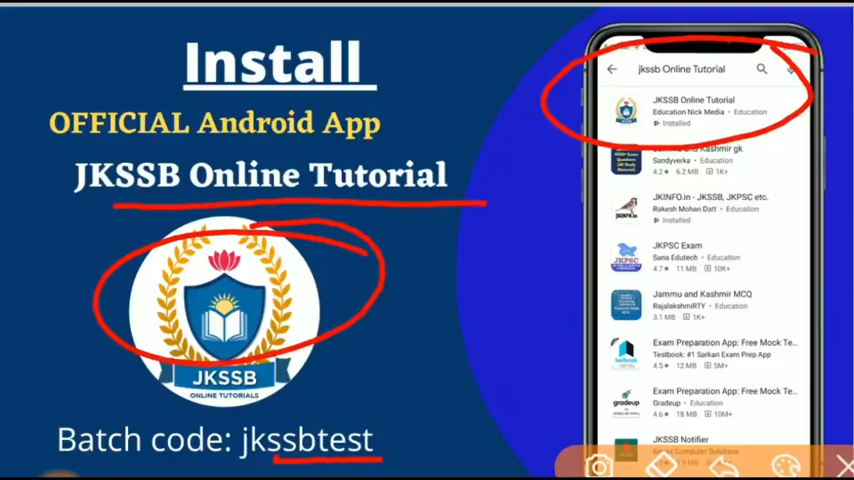 Install
OFFICIAL Android App
JKSSB Online Tutorial
JKSSB
ONLINE TUTORIALS
Batch code: jkssbtest
jkssb Online Tutorial
JKSSB Online Tutorial
Education Nick Media • Education
Installed
Jammu and Kashmir gk
Sandyverka • Education
4.2★ 6.2 MB 1K+
JKINFO.in - JKSSB, JKPSC etc.
Rakesh Mohan Datt • Education
Installed
JKPSC Exam
Sana Edutech • Education
4.7★ 11 MB 10K+
Jammu and Kashmir MCQ
RajalakshmiRTY • Education
3.1 MB 1K+
Exam Preparation App: Free Mock Te...
Testbook: #1 Sarkari Exam Prep App
4.5★ 12 MB 5M+
Exam Preparation App: Free Mock Te...
Gradeup • Education
4.6★ 18 MB 10M+
JKSSB Notifier